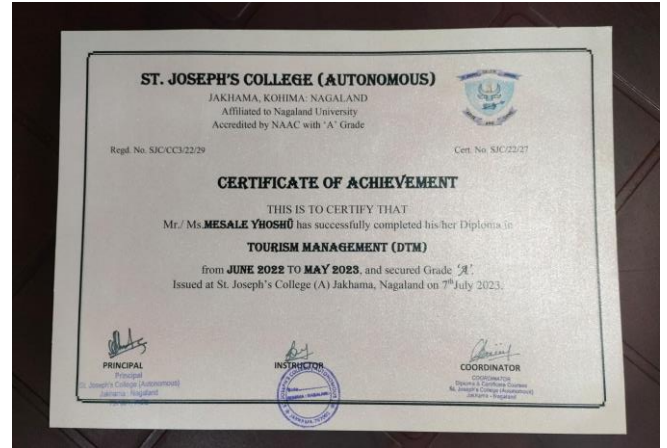 ST. JOSEPH'S COLLEGE (AUTONOMOUS)
JAKHAMA, KOHIMA: NAGALAND
Affiliated to Nagaland University
Accredited by NAAC with 'A' Grade
Regd. No. SJC/CC3/22/29
Cert. No. SJC/22/27
CERTIFICATE OF ACHIEVEMENT
THIS IS TO CERTIFY THAT
Mr./ Ms.MESALE YHOSHÜ has successfully completed his/her Diploma in
TOURISM MANAGEMENT (DTM)
from JUNE 2022 TO MAY 2023, and secured Grade 'A'.
Issued at St. Joseph's College (A) Jakhama, Nagaland on 7th July 2023.
PRINCIPAL
Principal
St. Joseph's College (Autonomous)
Jakhama - Nagaland
INSTRUCTOR
COORDINATOR
COORDINATOR
Diploma & Certificate Courses
St. Joseph's College (Autonomous)
Jakhama - Nagaland